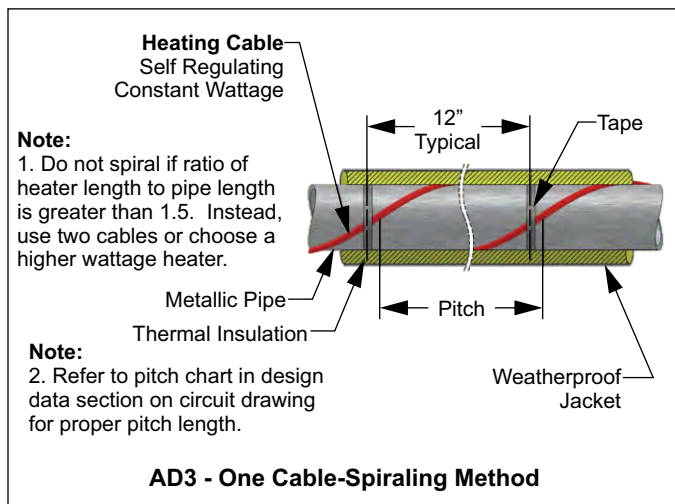 Heating Cable
Self Regulating
Constant Wattage
12”
Typical
Tape
Note:
1. Do not spiral if ratio of
heater length to pipe length
is greater than 1.5.  Instead,
use two cables or choose a
higher wattage heater.
Metallic Pipe
Pitch
Thermal Insulation
Note:
2. Refer to pitch chart in design
data section on circuit drawing
for proper pitch length.
Weatherproof
Jacket
AD3 - One Cable-Spiraling Method